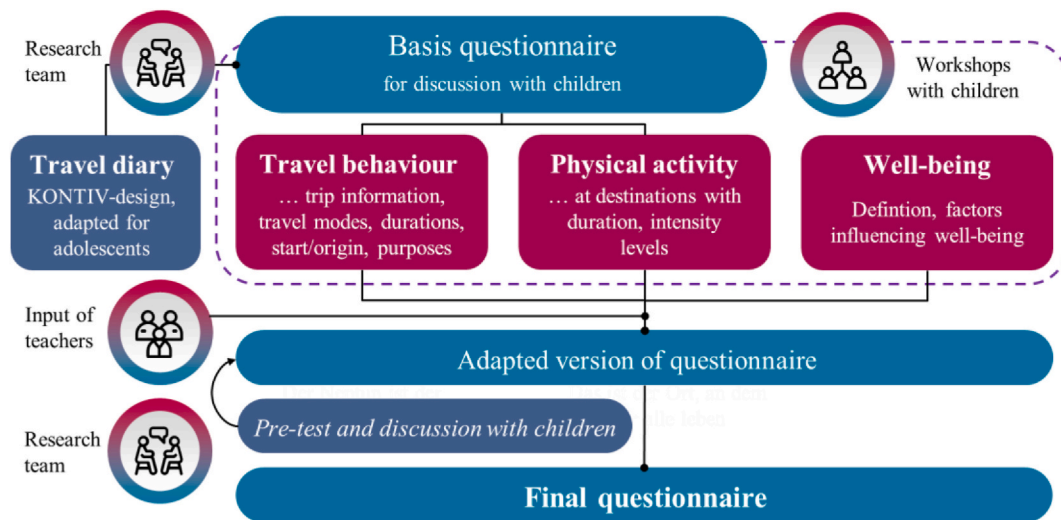 Research
team
Basis questionnaire
for discussion with children
Workshops
with children
Travel diary
KONTIV-design,
adapted for
adolescents
Travel behaviour
… trip information,
travel modes, durations,
start/origin, purposes
Physical activity
… at destinations with
duration, intensity
levels
Well-being
Defintion, factors
influencing well-being
Input of
teachers
Adapted version of questionnaire
Pre-test and discussion with children
Research
team
Final questionnaire